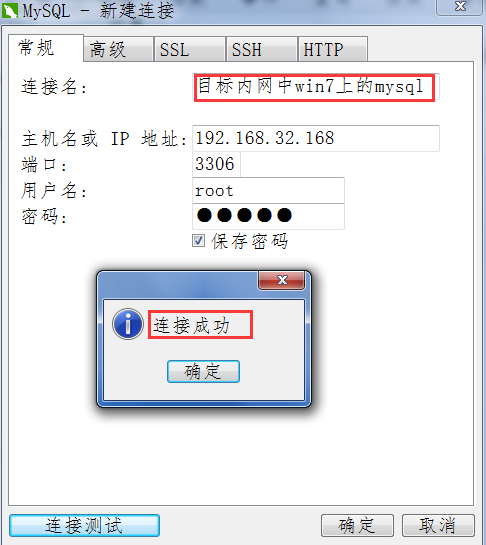 MySQL - 新建连接
常规 高级 SSL SSH HTTP
连接名: 目标内网中win7上的mysql
主机名或 IP 地址: 192.168.32.168
端口: 3306
用户名: root
密码: ●●●●●
保存密码
连接成功
确定
连接测试 确定 取消